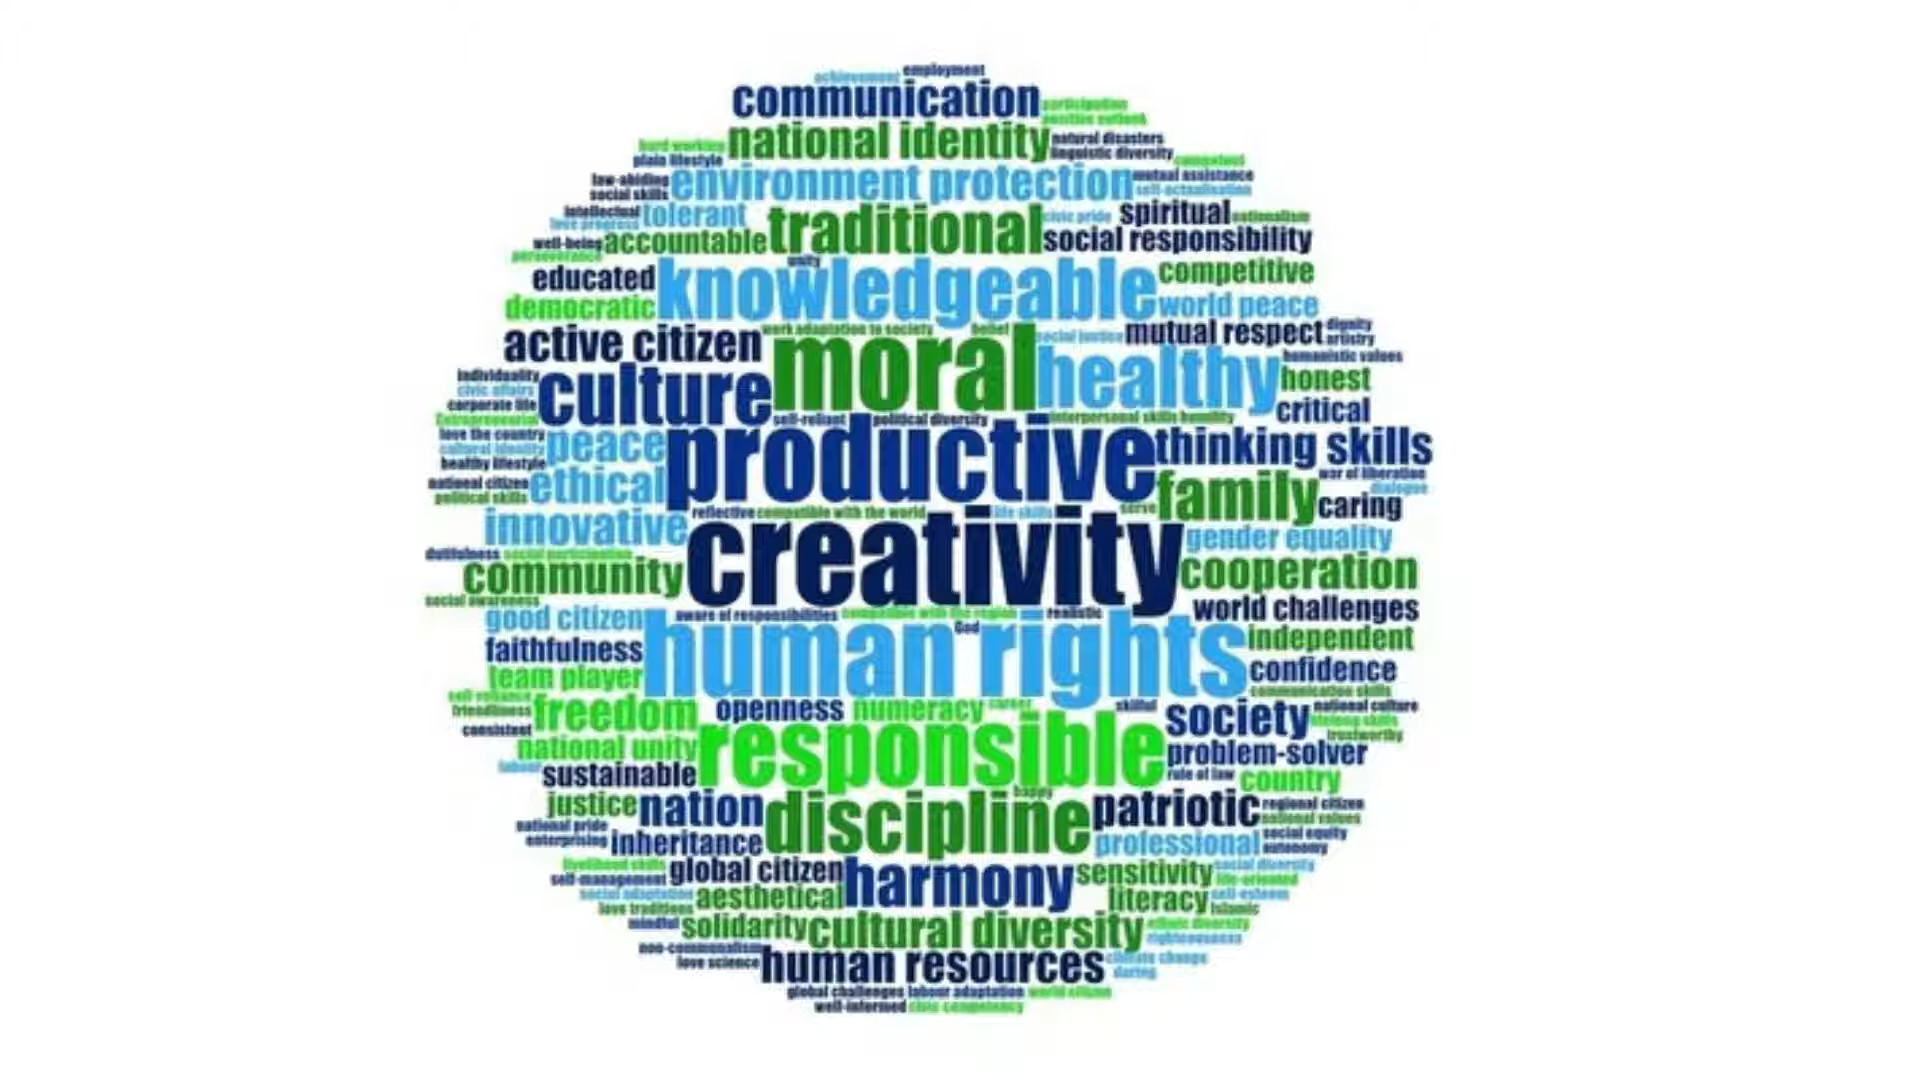 achievement employment
communication participation
positive outlook
hard working national identity natural disasters
plain lifestyle linguistic diversity competent
law-abiding environment protection mutual assistance
social skills self-actualisation
intellectual tolerant traditional civic pride spiritual nationalism
love progress
well-being accountable social responsibility
perseverance unity
educated knowledgeable competitive
democratic world peace
active citizen work adaptation to society belief social justice mutual respect dignity
artistry
moral healthy humanistic values
individuality culture honest
civic affairs
corporate life critical
Entrepreneurial self-reliant political diversity interpersonal skills humility
love the country peace productive thinking skills
cultural identity
healthy lifestyle war of liberation
national citizen ethical family dialogue
political skills caring
reflective compatible with the world life skills serve
innovative creativity gender equality
dutifulness social participation
community cooperation
social awareness
good citizen aware of responsibilities compatible with the region realistic world challenges
God
faithfulness human rights independent
team player confidence
self-reliance communication skills
friendliness freedom openness numeracy career skillful society national culture
lifelong skills
consistent trustworthy
national unity responsible problem-solver
labour sustainable rule of law country
happy
justice nation discipline patriotic regional citizen
national values
national pride social equity
enterprising inheritance professional autonomy
livelihood skills global citizen harmony sensitivity social diversity
self-management life-oriented
social adaptation aesthetical literacy self-esteem
love traditions Islamic
mindful solidarity cultural diversity ethnic diversity
righteousness
non-communalism human resources climate change
love science daring
global challenges labour adaptation world citizen
well-informed civic competency